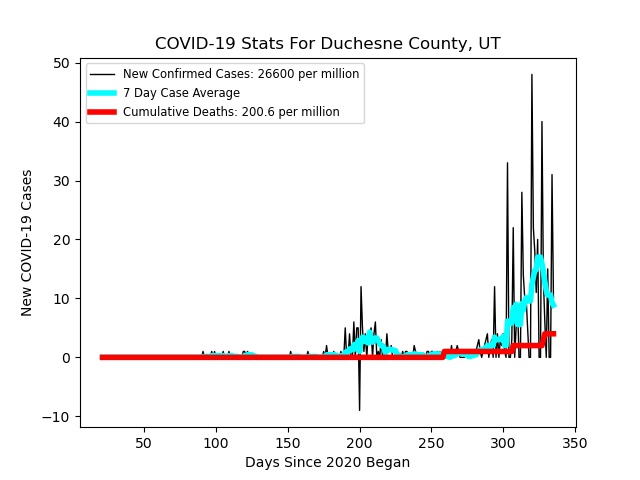 COVID-19 Stats For Duchesne County, UT
New Confirmed Cases: 26600 per million
7 Day Case Average
Cumulative Deaths: 200.6 per million
New COVID-19 Cases
50
40
30
20
10
0
−10
50 100 150 200 250 300 350
Days Since 2020 Began